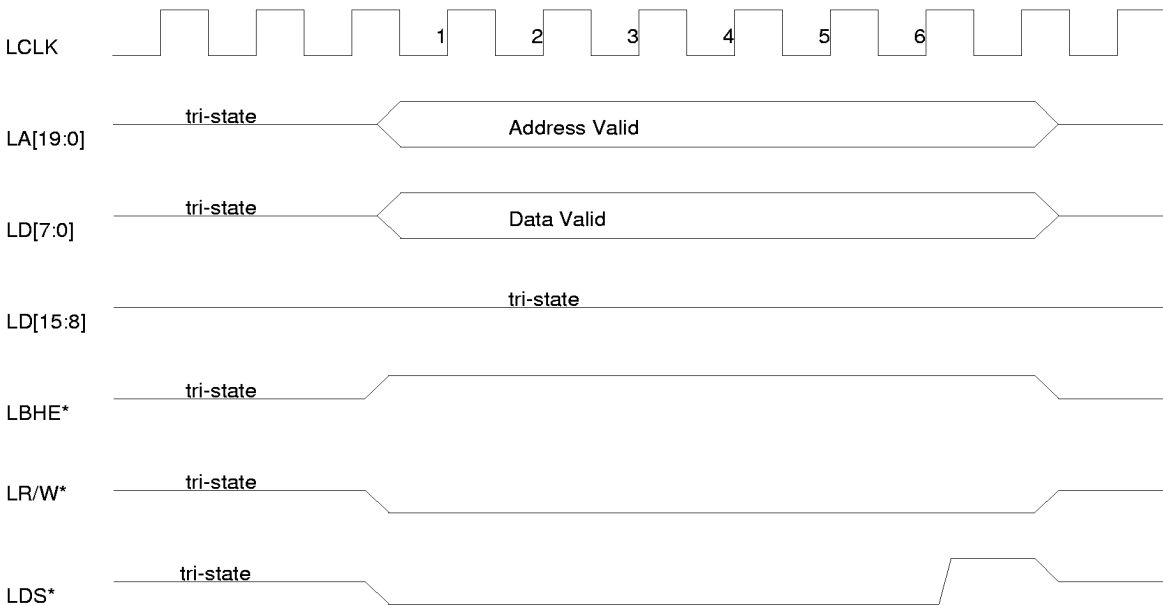 LCLK
1 2 3 4 5 6
LA[19:0]
tri-state
Address Valid
LD[7:0]
tri-state
Data Valid
LD[15:8]
tri-state
LBHE*
tri-state
LR/W*
tri-state
LDS*
tri-state